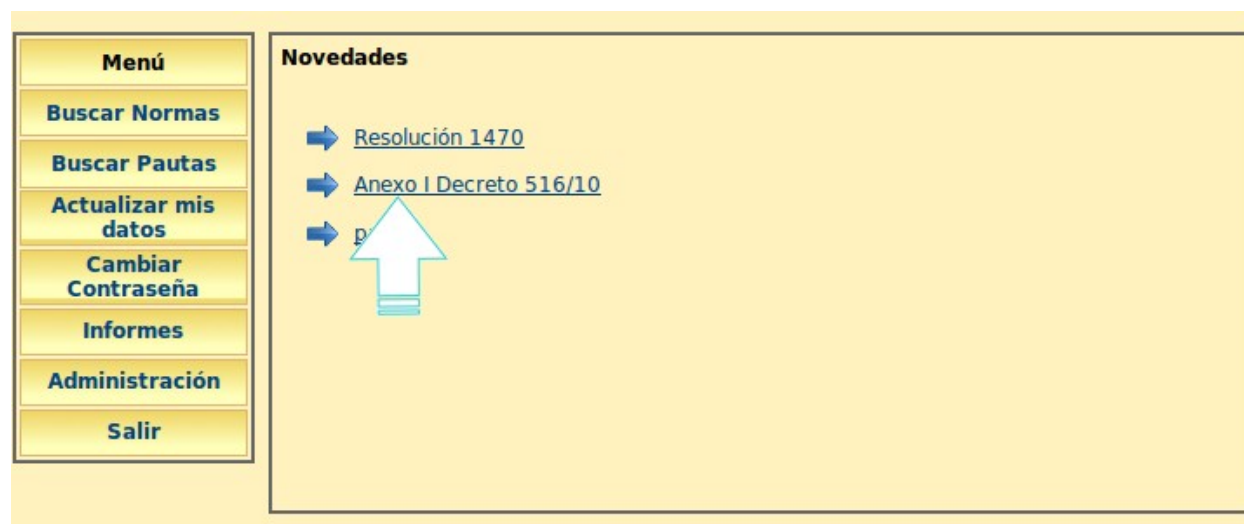 Menú
Buscar Normas
Buscar Pautas
Actualizar mis
datos
Cambiar
Contraseña
Informes
Administración
Salir
Novedades
Resolución 1470
Anexo I Decreto 516/10